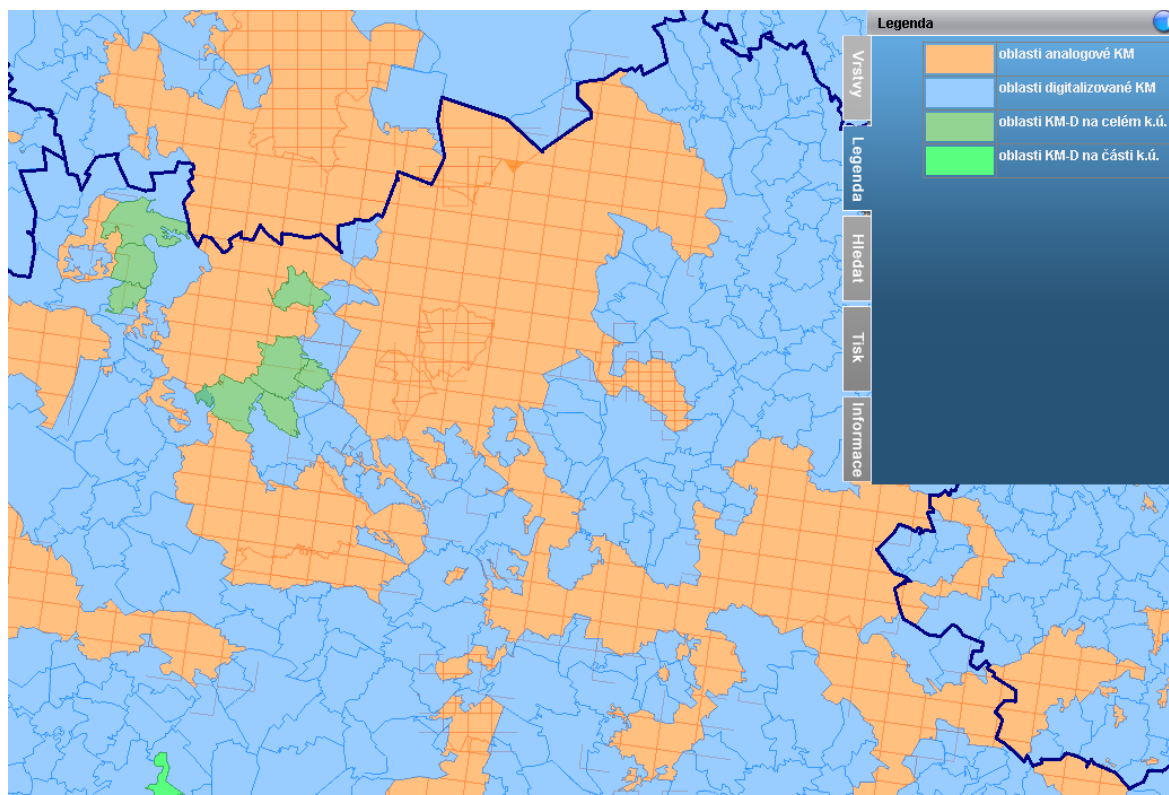 Legenda
oblasti analogové KM
oblasti digitalizované KM
oblasti KM-D na celém k.ú.
oblasti KM-D na části k.ú.
Vrstvy
Legenda
Hledat
Tisk
Informace